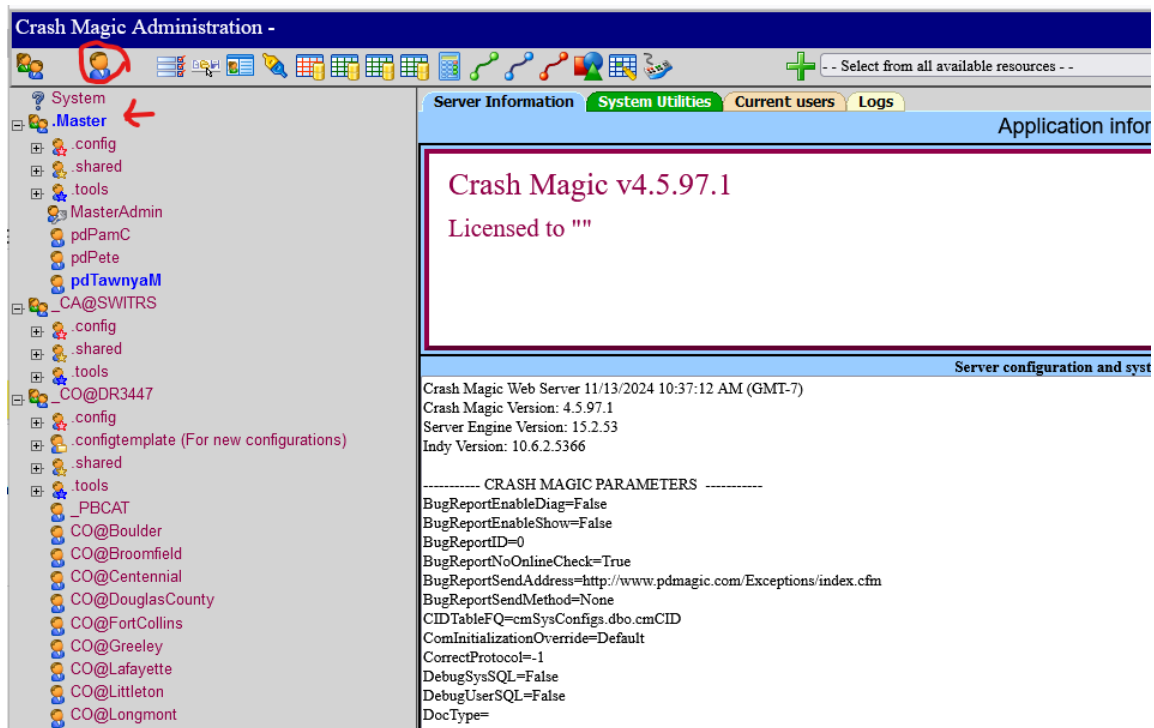 Crash Magic Administration -
- - Select from all available resources - -
System
.Master
.config
.shared
.tools
MasterAdmin
pdPamC
pdPete
pdTawnyaM
_CA@SWITRS
.config
.shared
.tools
_CO@DR3447
.config
.configtemplate (For new configurations)
.shared
.tools
_PBCAT
CO@Boulder
CO@Broomfield
CO@Centennial
CO@DouglasCounty
CO@FortCollins
CO@Greeley
CO@Lafayette
CO@Littleton
CO@Longmont
Server Information System Utilities Current users Logs
Application infor
Crash Magic v4.5.97.1
Licensed to ""
Server configuration and syst
Crash Magic Web Server 11/13/2024 10:37:12 AM (GMT-7)
Crash Magic Version: 4.5.97.1
Server Engine Version: 15.2.53
Indy Version: 10.6.2.5366
----------- CRASH MAGIC PARAMETERS -----------
BugReportEnableDiag=False
BugReportEnableShow=False
BugReportID=0
BugReportNoOnlineCheck=True
BugReportSendAddress=http://www.pdmagic.com/Exceptions/index.cfm
BugReportSendMethod=None
CIDTableFQ=cmSysConfigs.dbo.cmCID
ComInitializationOverride=Default
CorrectProtocol=-1
DebugSysSQL=False
DebugUserSQL=False
DocType=